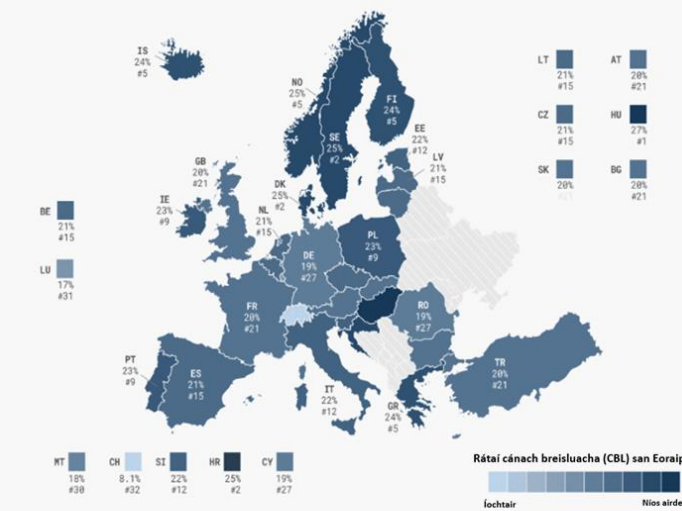 IS
24%
#5
NO
25%
#5
FI
24%
#5
SE
25%
#2
EE
22%
#12
LV
21%
#15
LT
21%
#15
AT
20%
#21
CZ
21%
#15
HU
27%
#1
SK
20%
#21
BG
20%
#21
GB
20%
#21
DK
25%
#2
IE
23%
#9
NL
21%
#15
BE
21%
#15
LU
17%
#31
DE
19%
#27
PL
23%
#9
FR
20%
#21
RO
19%
#27
TR
20%
#21
PT
23%
#9
ES
21%
#15
IT
22%
#12
GR
24%
#5
MT
18%
#30
CH
8.1%
#32
SI
22%
#12
HR
25%
#2
CY
19%
#27
Rátaí cánach breisluacha (CBL) san Eoraip
Íochtair
Níos airde